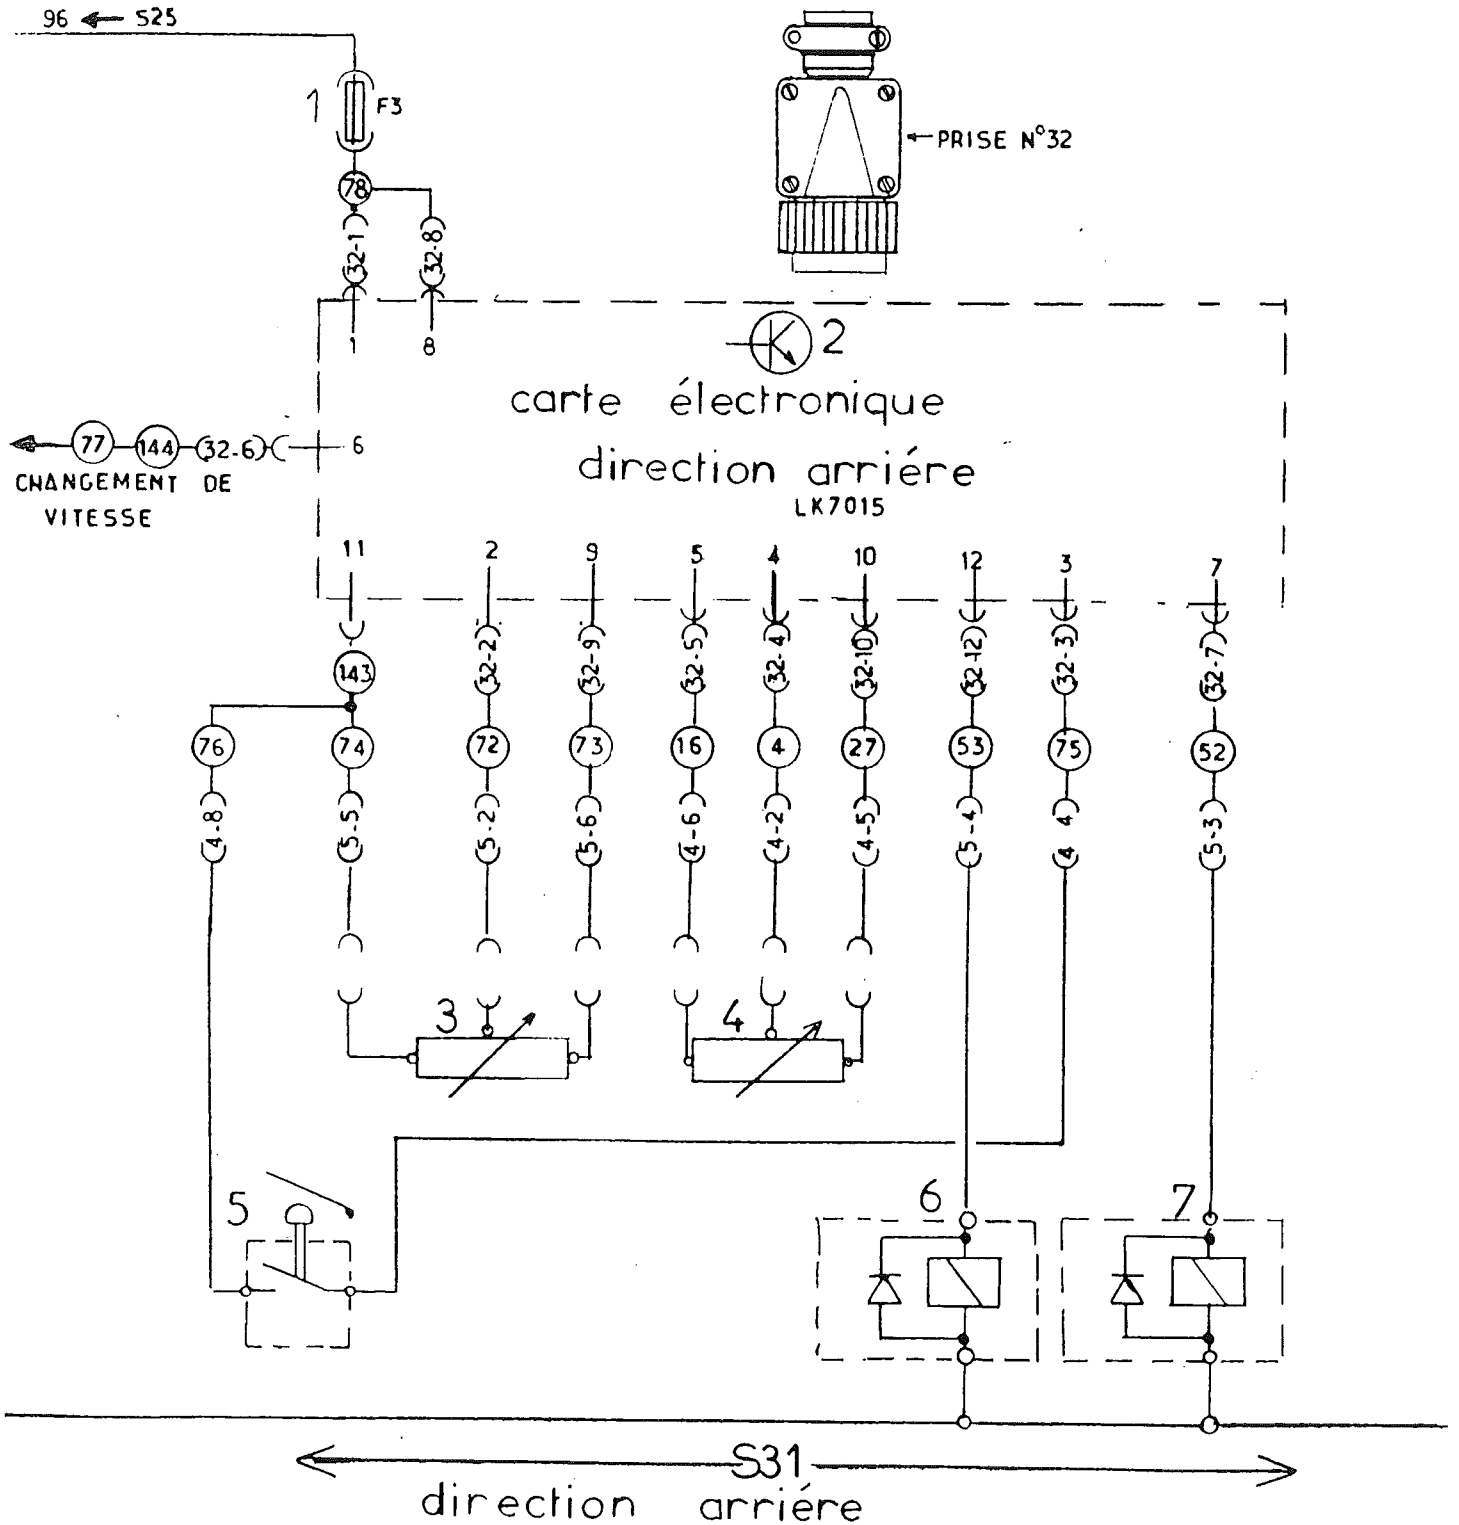 96 ← S25
1 F3
PRISE N°32
78
32-1 32-8
1 8
2
carte électronique
direction arriére
LK7015
77 144 32-6 6
CHANGEMENT DE
VITESSE
11 2 9 5 4 10 12 3 7
32-2 32-9 32-5 32-4 32-10 32-12 32-3 32-7
143
76 74 72 73 16 4 27 53 75 52
4-8 5-5 5-2 5-6 4-6 4-2 4-5 5-4 4 4 5-3
3 4
5 6 7
S31
direction arriére